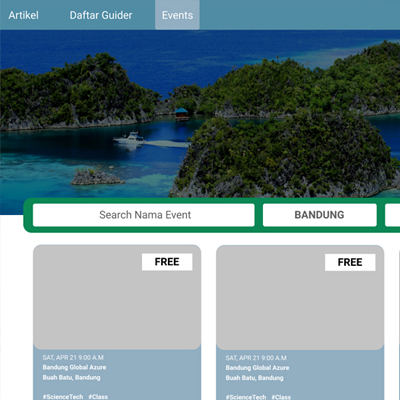 Artikel Daftar Guider Events
Search Nama Event BANDUNG
FREE FREE
SAT, APR 21 9:00 A.M
Bandung Global Azure
Buah Batu, Bandung
#ScienceTech #Class
SAT, APR 21 9:00 A.M
Bandung Global Azure
Buah Batu, Bandung
#ScienceTech #Class